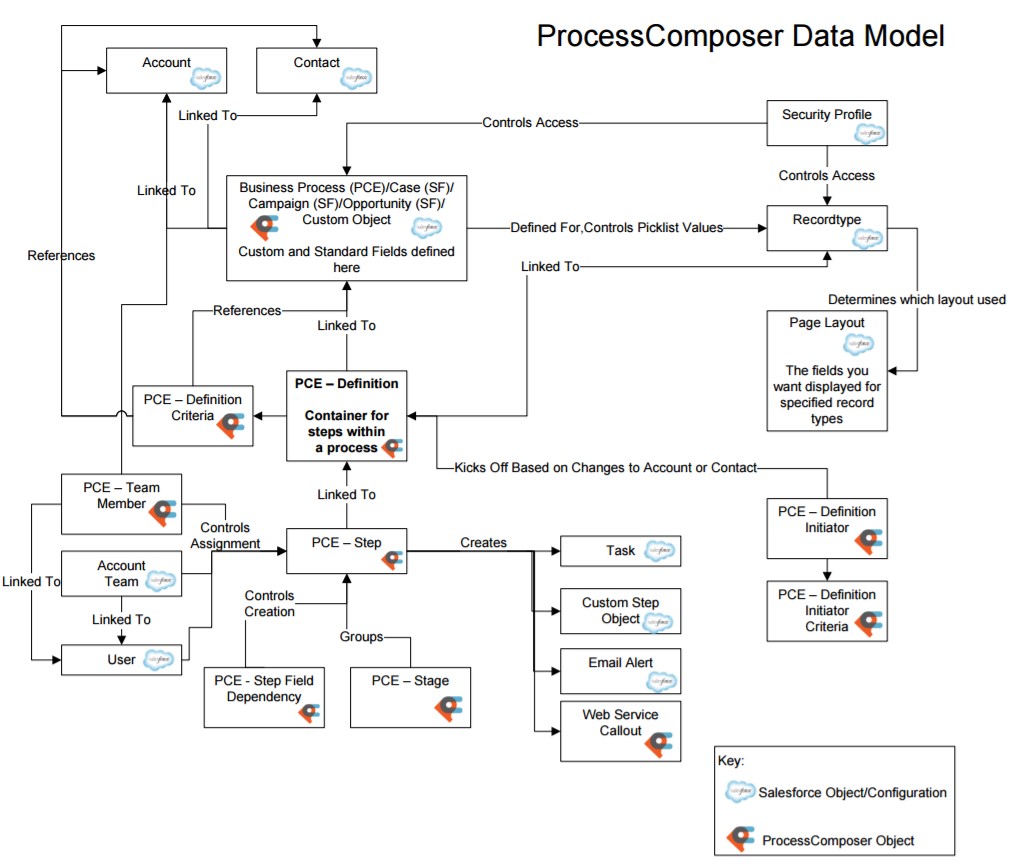 ProcessComposer Data Model
Account
Contact
Linked To
Controls Access
Security Profile
Controls Access
Linked To
Business Process (PCE)/Case (SF)/
Campaign (SF)/Opportunity (SF)/
Custom Object
Custom and Standard Fields defined
here
Defined For,Controls Picklist Values
Recordtype
References
Linked To
Determines which layout used
References
Linked To
Page Layout
The fields you
want displayed for
specified record
types
PCE – Definition
Container for
steps within
a process
PCE – Definition
Criteria
Kicks Off Based on Changes to Account or Contact
PCE – Team
Member
Linked To
Controls
Assignment
PCE – Definition
Initiator
PCE – Step
Creates
Task
Account
Team
Linked To
Linked To
User
Controls
Creation
Groups
Custom Step
Object
PCE – Definition
Initiator
Criteria
PCE - Step Field
Dependency
PCE – Stage
Email Alert
Web Service
Callout
Key:
Salesforce Object/Configuration
ProcessComposer Object